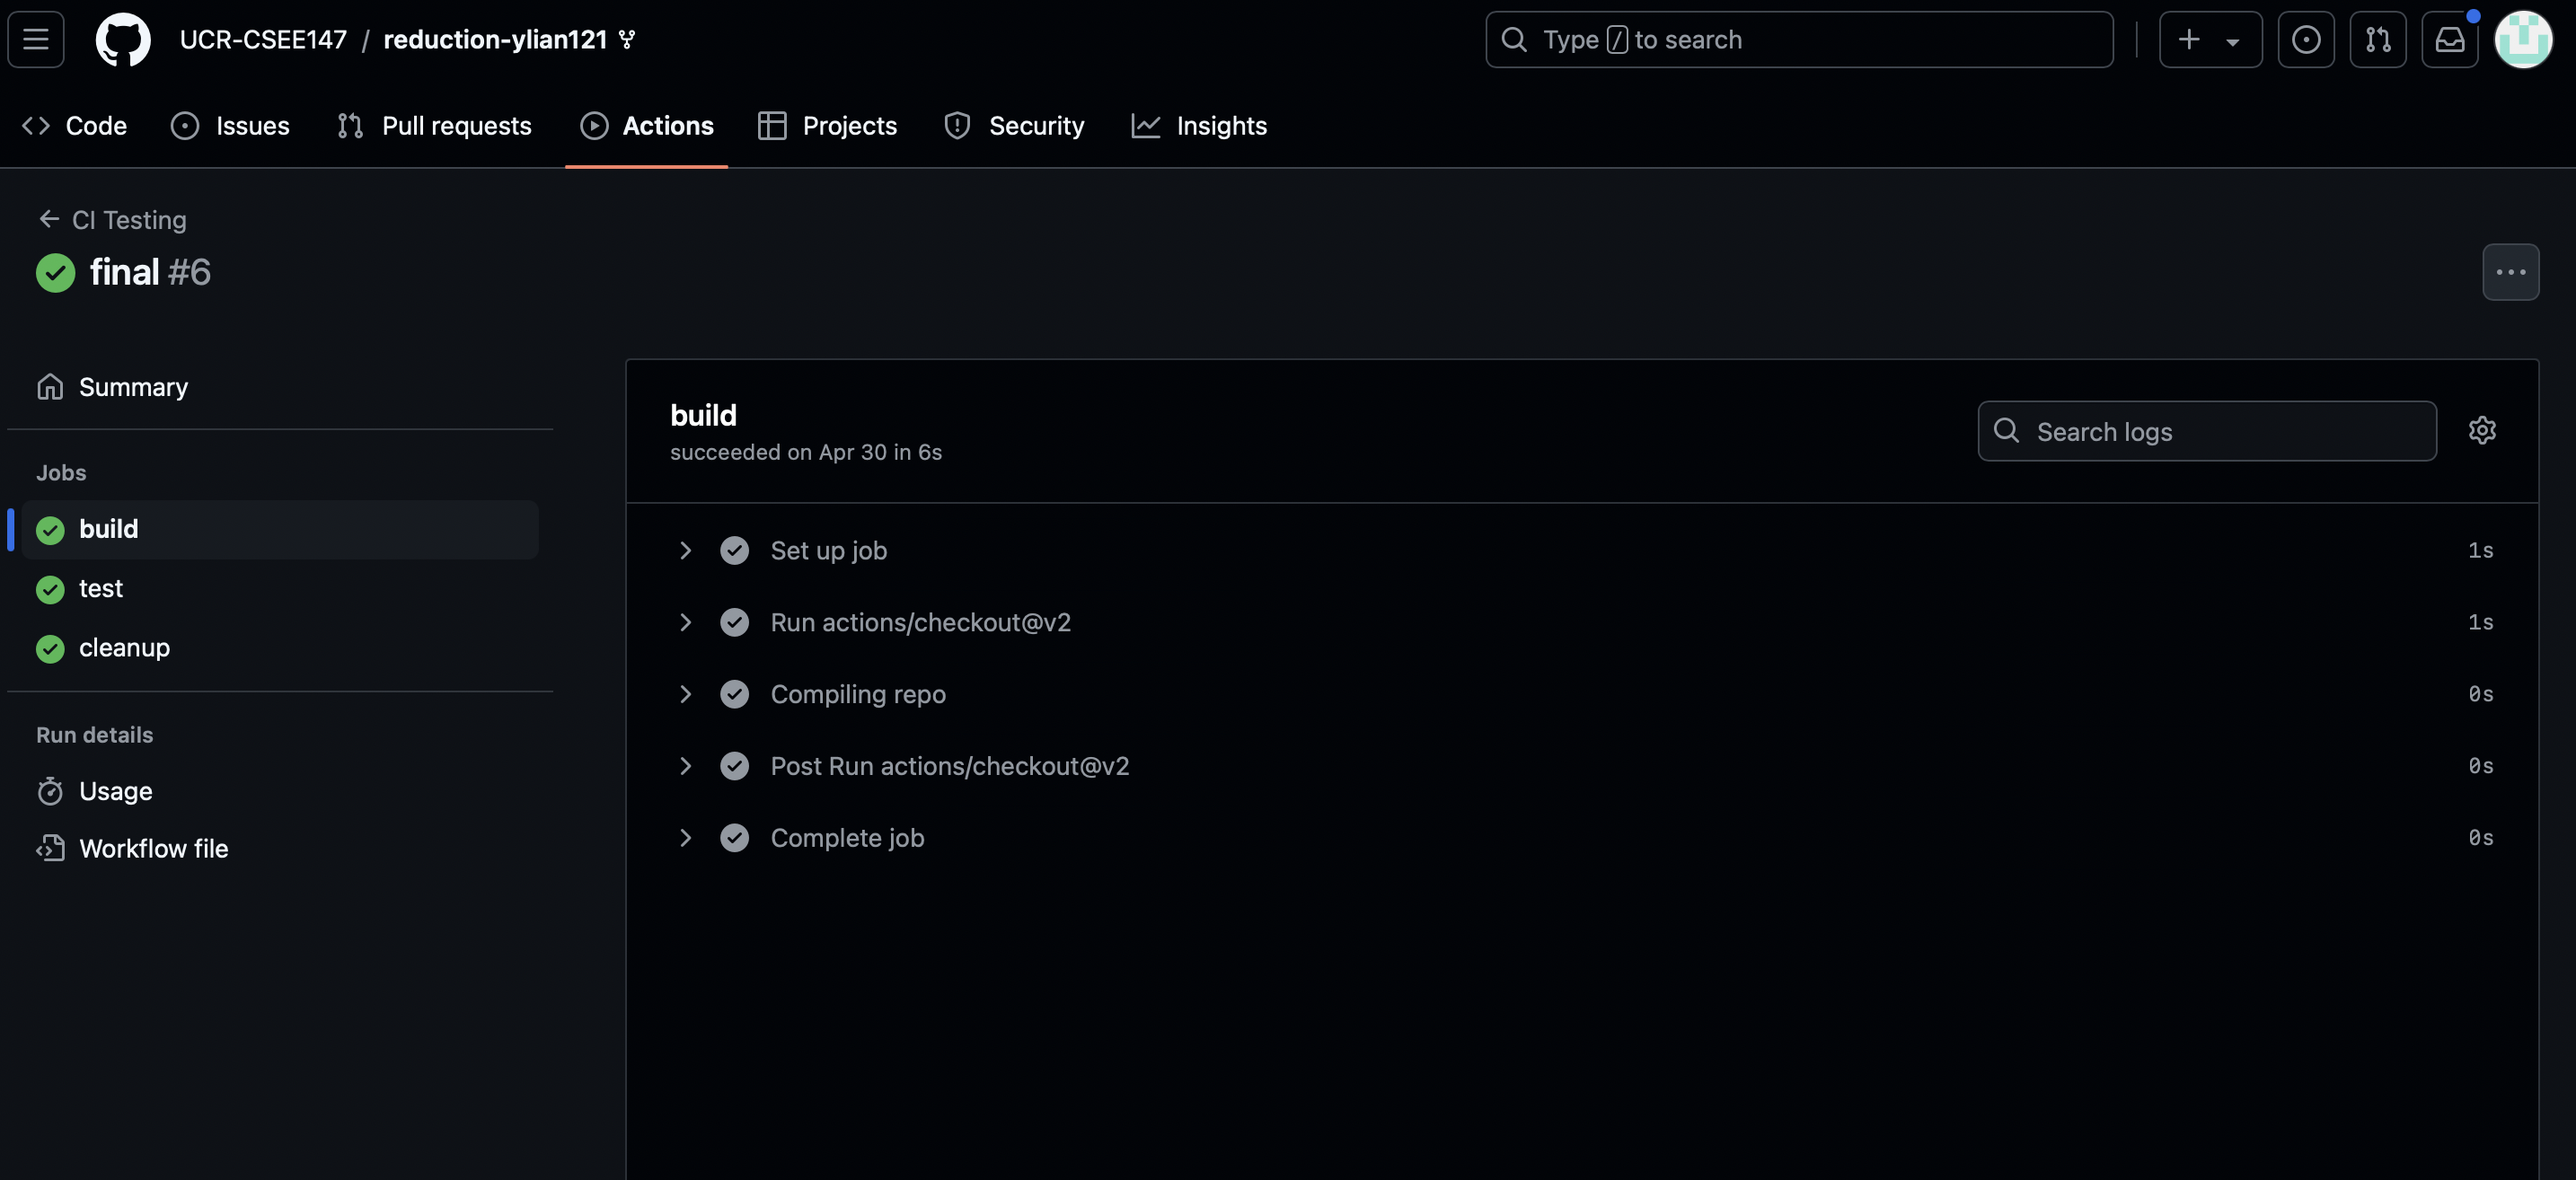 UCR-CSEE147 / reduction-ylian121
Type / to search
Code Issues Pull requests Actions Projects Security Insights
CI Testing
final #6
Summary
Jobs
build
test
cleanup
Run details
Usage
Workflow file
build
succeeded on Apr 30 in 6s
Search logs
Set up job 1s
Run actions/checkout@v2 1s
Compiling repo 0s
Post Run actions/checkout@v2 0s
Complete job 0s